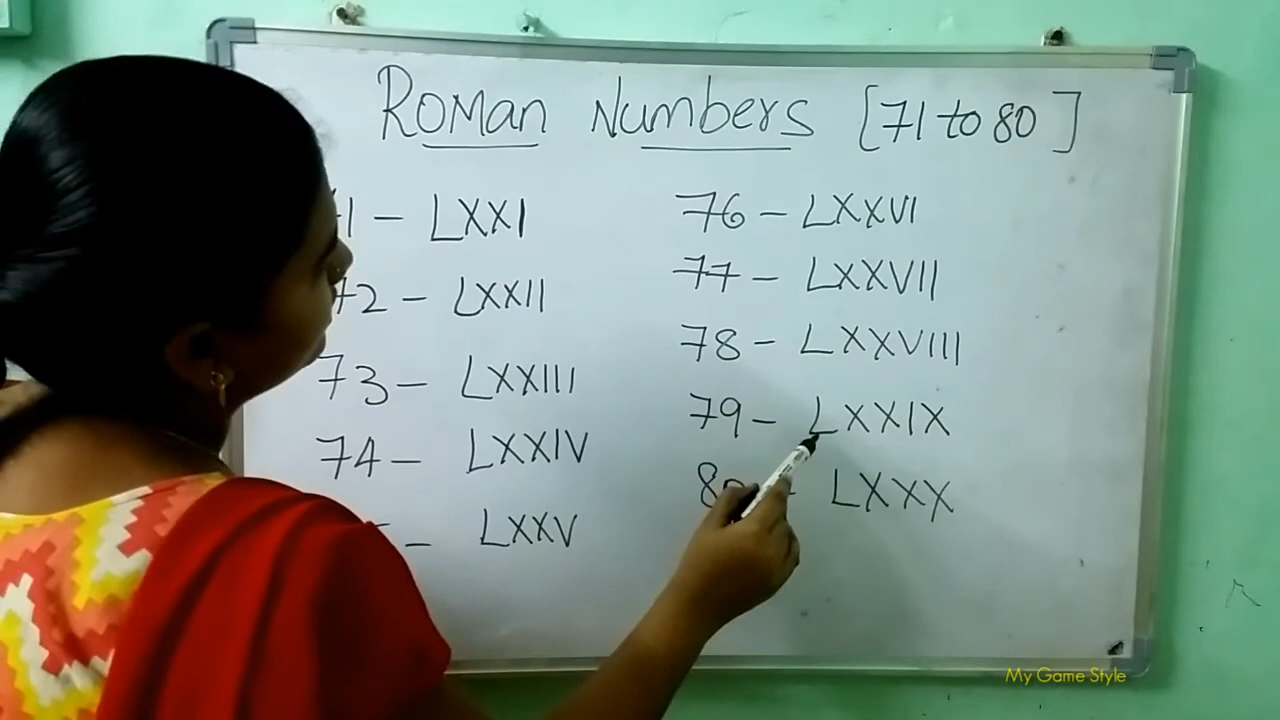 Roman Numbers [71 to 80]
1 - LXXI
72 - LXXII
73 - LXXIII
74 - LXXIV
- LXXV
76 - LXXVI
77 - LXXVII
78 - LXXVIII
79 - LXXIX
80 - LXXX
My Game Style